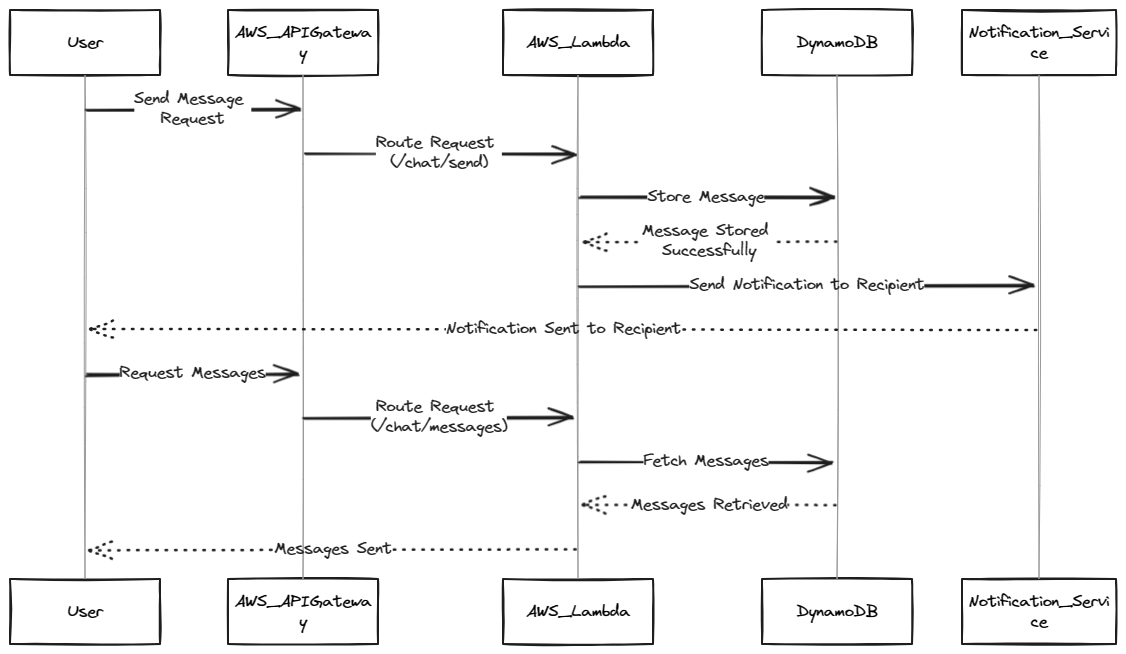 User
AWS_APIGatewa
y
AWS_Lambda
DynamoDB
Notification_Servi
ce
Send Message
Request
Route Request
(/chat/send)
Store Message
Message Stored
Successfully
Send Notification to Recipient
Notification Sent to Recipient
Request Messages
Route Request
(/chat/messages)
Fetch Messages
Messages Retrieved
Messages Sent
User
AWS_APIGatewa
y
AWS_Lambda
DynamoDB
Notification_Servi
ce